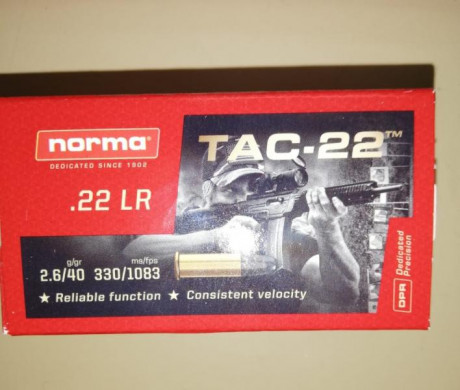 norma®
DEDICATED SINCE 1902
TAC-22™
.22 LR
g/gr ms/fps
2.6/40 330/1083
★ Reliable function ★ Consistent velocity
DPR Dedicated
Precision